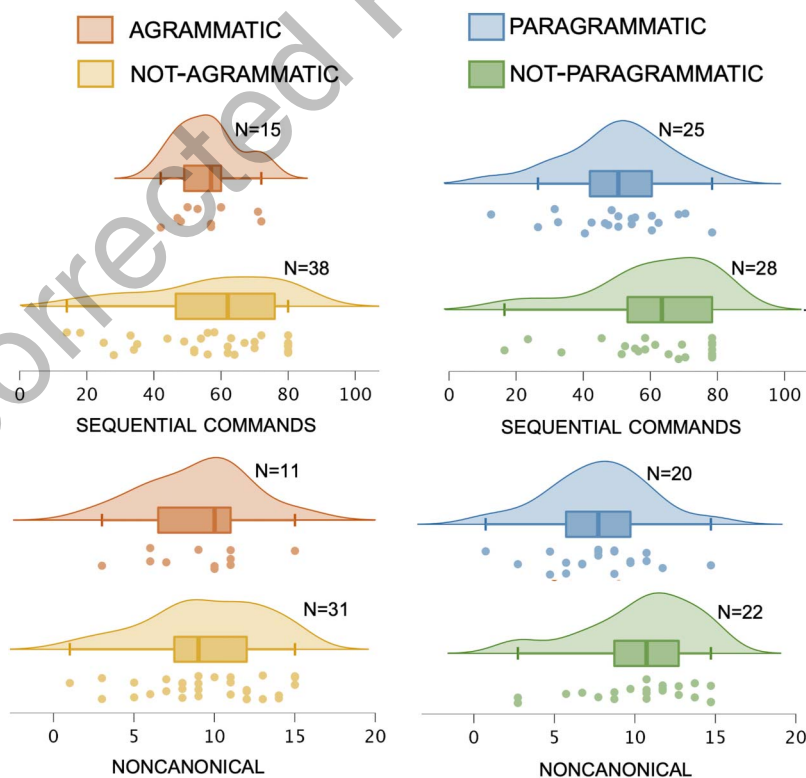 AGRAMMATIC
NOT-AGRAMMATIC
N=15
N=38
0 20 40 60 80 100
SEQUENTIAL COMMANDS
N=11
N=31
0 5 10 15 20
NONCANONICAL
PARAGRAMMATIC
NOT-PARAGRAMMATIC
N=25
N=28
0 20 40 60 80 100
SEQUENTIAL COMMANDS
N=20
N=22
0 5 10 15 20
NONCANONICAL
orrected